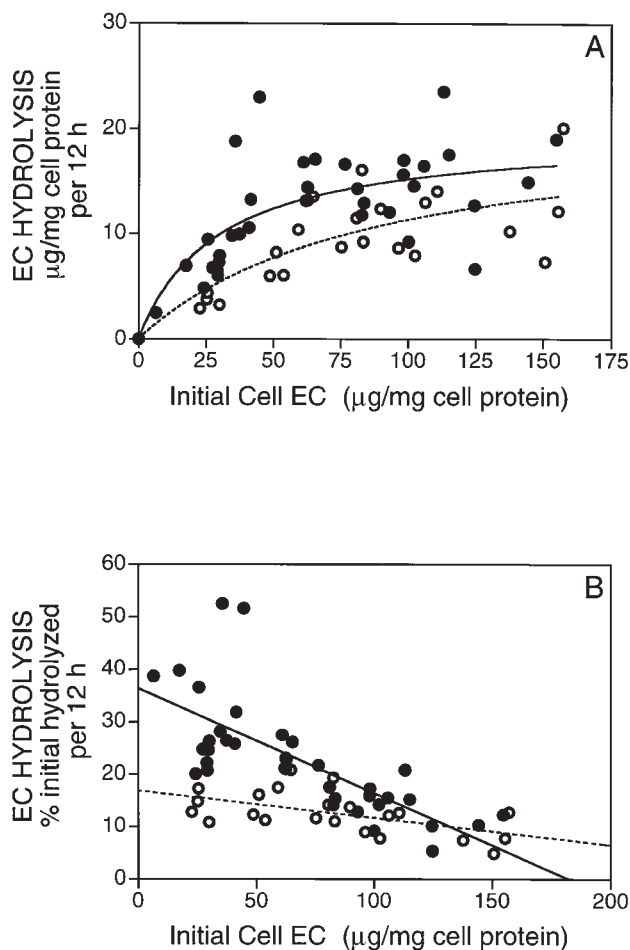 A
EC HYDROLYSIS
μg/mg cell protein
per 12 h
30
20
10
0
0 25 50 75 100 125 150 175
Initial Cell EC (μg/mg cell protein)
B
EC HYDROLYSIS
% initial hydrolyzed
per 12 h
60
50
40
30
20
10
0
0 50 100 150 200
Initial Cell EC (μg/mg cell protein)